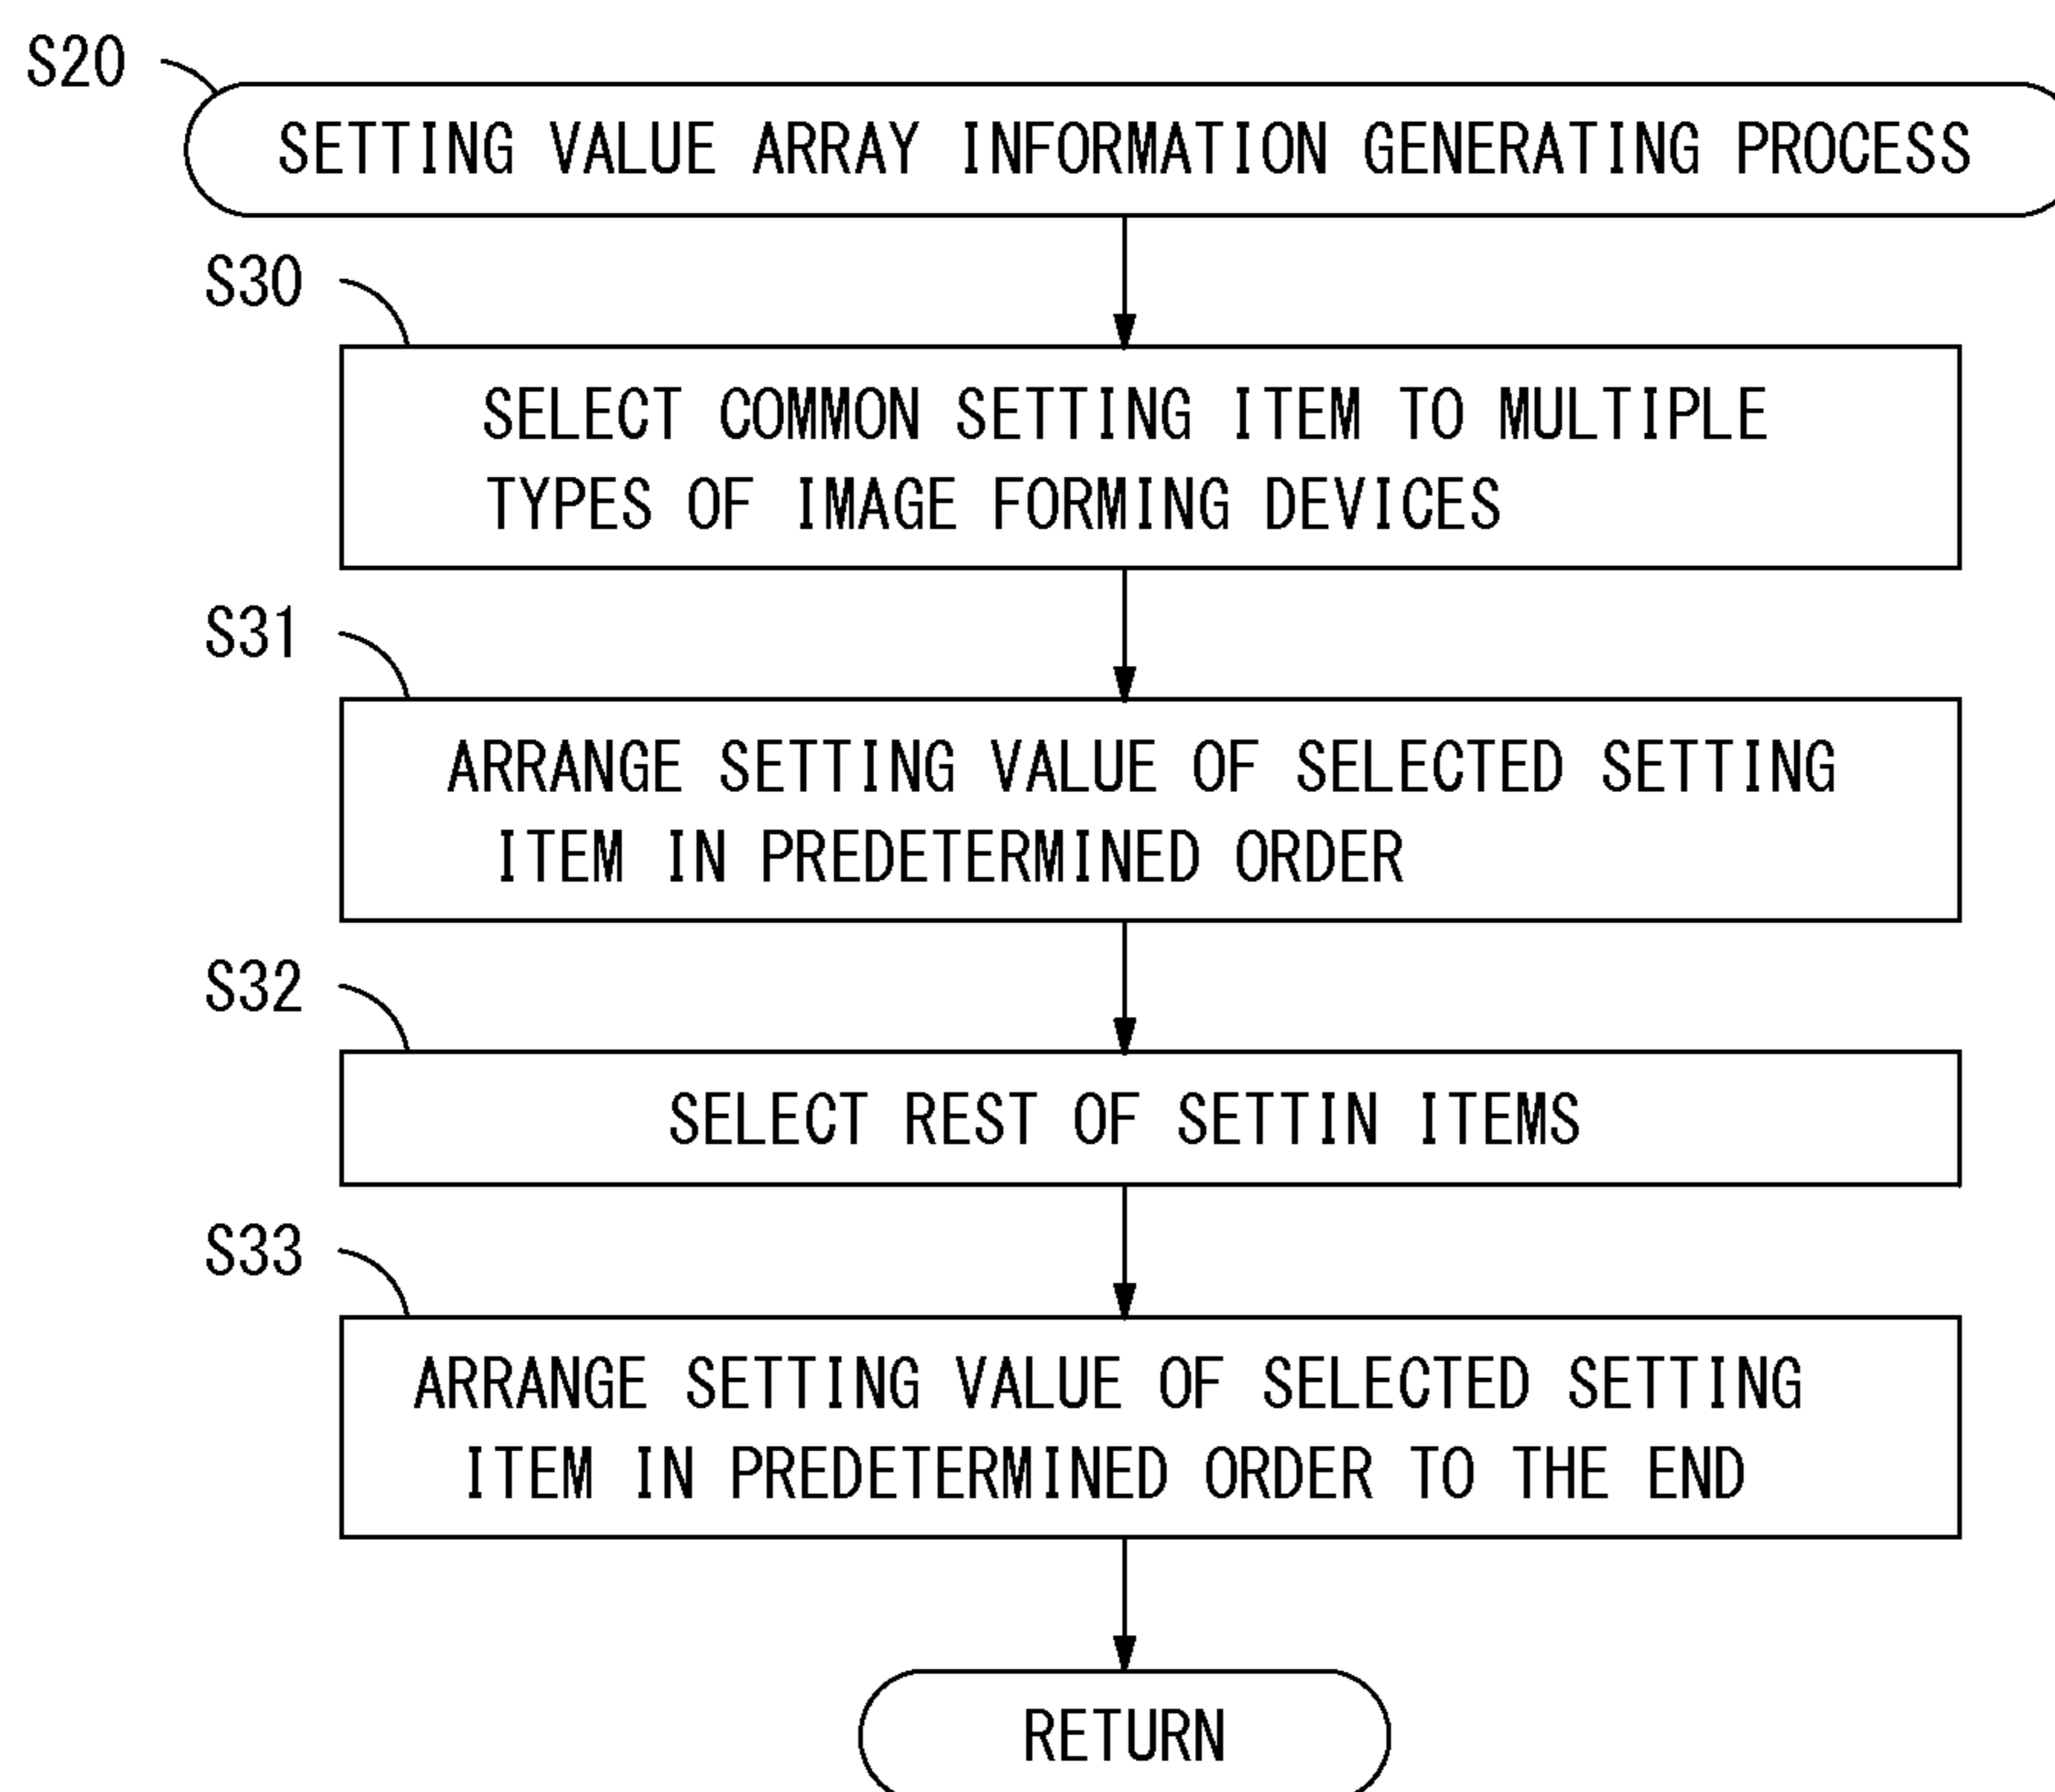 S20
SETTING VALUE ARRAY INFORMATION GENERATING PROCESS
S30
SELECT COMMON SETTING ITEM TO MULTIPLE
TYPES OF IMAGE FORMING DEVICES
S31
ARRANGE SETTING VALUE OF SELECTED SETTING
ITEM IN PREDETERMINED ORDER
S32
SELECT REST OF SETTIN ITEMS
S33
ARRANGE SETTING VALUE OF SELECTED SETTING
ITEM IN PREDETERMINED ORDER TO THE END
RETURN